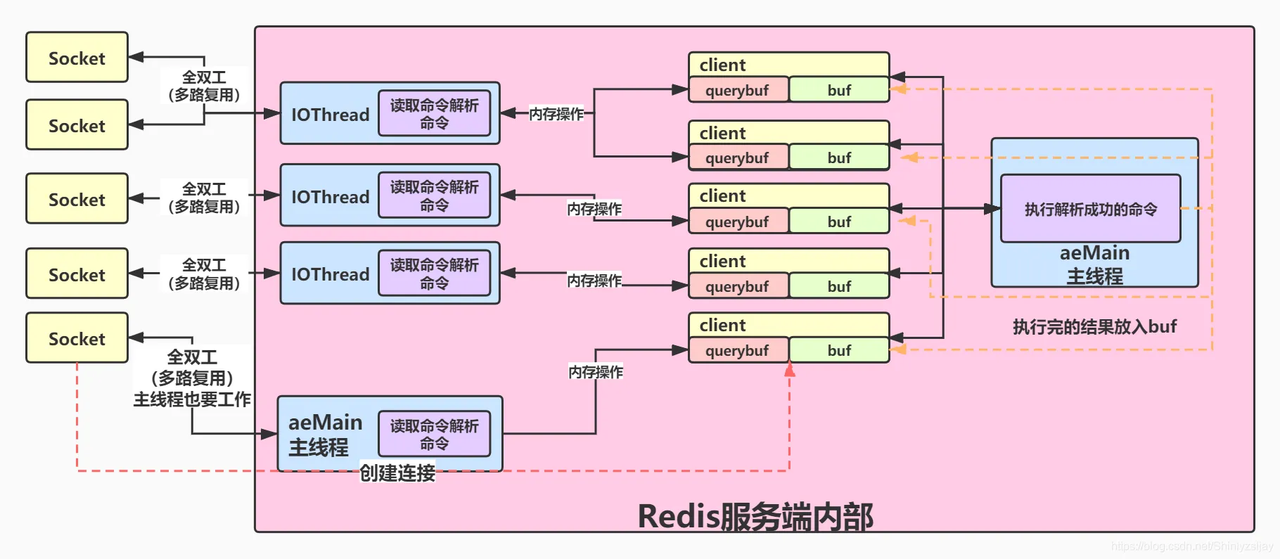 Socket
全双工
(多路复用)
Socket
IOThread
读取命令解析
命令
内存操作
client
querybuf
buf
client
querybuf
buf
Socket
全双工
(多路复用)
IOThread
读取命令解析
命令
内存操作
client
querybuf
buf
执行解析成功的命令
aeMain
主线程
Socket
全双工
(多路复用)
IOThread
读取命令解析
命令
内存操作
client
querybuf
buf
Socket
全双工
(多路复用)
主线程也要工作
client
querybuf
buf
执行完的结果放入buf
内存操作
aeMain
主线程
读取命令解析
命令
创建连接
Redis服务端内部